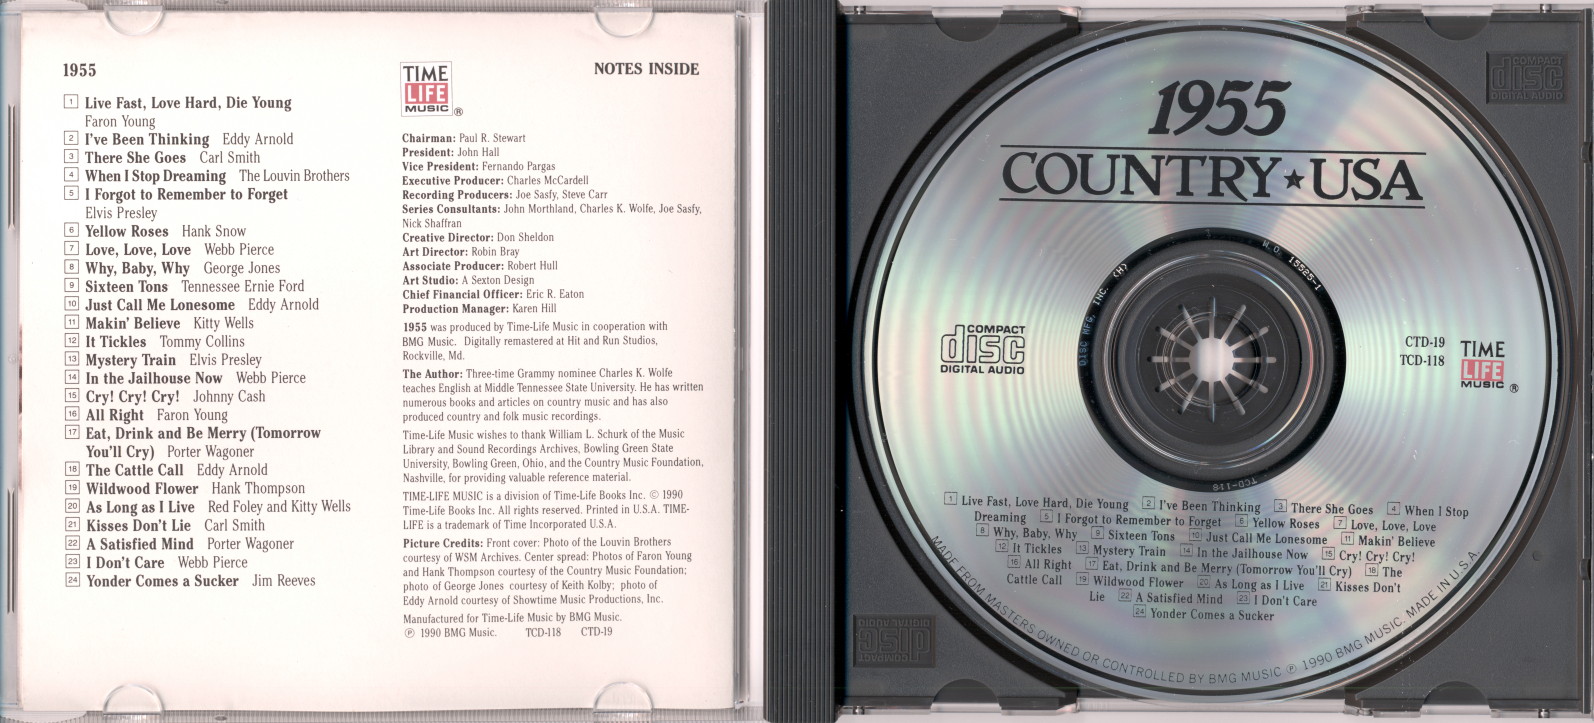 1955
1 Live Fast, Love Hard, Die Young
Faron Young
2 I've Been Thinking Eddy Arnold
3 There She Goes Carl Smith
4 When I Stop Dreaming The Louvin Brothers
5 I Forgot to Remember to Forget
Elvis Presley
6 Yellow Roses Hank Snow
7 Love, Love, Love Webb Pierce
8 Why, Baby, Why George Jones
9 Sixteen Tons Tennessee Ernie Ford
10 Just Call Me Lonesome Eddy Arnold
11 Makin' Believe Kitty Wells
12 It Tickles Tommy Collins
13 Mystery Train Elvis Presley
14 In the Jailhouse Now Webb Pierce
15 Cry! Cry! Cry! Johnny Cash
16 All Right Faron Young
17 Eat, Drink and Be Merry (Tomorrow
You'll Cry) Porter Wagoner
18 The Cattle Call Eddy Arnold
19 Wildwood Flower Hank Thompson
20 As Long as I Live Red Foley and Kitty Wells
21 Kisses Don't Lie Carl Smith
22 A Satisfied Mind Porter Wagoner
23 I Don't Care Webb Pierce
24 Yonder Comes a Sucker Jim Reeves
TIME
LIFE
MUSIC ®
NOTES INSIDE
Chairman: Paul R. Stewart
President: John Hall
Vice President: Fernando Pargas
Executive Producer: Charles McCardell
Recording Producers: Joe Sasfy, Steve Carr
Series Consultants: John Morthland, Charles K. Wolfe, Joe Sasfy,
Nick Shaffran
Creative Director: Don Sheldon
Art Director: Robin Bray
Associate Producer: Robert Hull
Art Studio: A Sexton Design
Chief Financial Officer: Eric R. Eaton
Production Manager: Karen Hill
1955 was produced by Time-Life Music in cooperation with
BMG Music. Digitally remastered at Hit and Run Studios,
Rockville, Md.
The Author: Three-time Grammy nominee Charles K. Wolfe
teaches English at Middle Tennessee State University. He has written
numerous books and articles on country music and has also
produced country and folk music recordings.
Time-Life Music wishes to thank William L. Schurk of the Music
Library and Sound Recordings Archives, Bowling Green State
University, Bowling Green, Ohio, and the Country Music Foundation,
Nashville, for providing valuable reference material.
TIME-LIFE MUSIC is a division of Time-Life Books Inc. © 1990
Time-Life Books Inc. All rights reserved. Printed in U.S.A. TIME-
LIFE is a trademark of Time Incorporated U.S.A.
Picture Credits: Front cover: Photo of the Louvin Brothers
courtesy of WSM Archives. Center spread: Photos of Faron Young
and Hank Thompson courtesy of the Country Music Foundation;
photo of George Jones courtesy of Keith Kolby; photo of
Eddy Arnold courtesy of Showtime Music Productions, Inc.
Manufactured for Time-Life Music by BMG Music.
℗ 1990 BMG Music. TCD-118 CTD-19
COMPACT
disc
DIGITAL AUDIO
1955
COUNTRY★USA
DISC MFG, INC. (H)
M.O. 15525-1
3
TCD-118
COMPACT
disc
DIGITAL AUDIO
CTD-19
TCD-118
TIME
LIFE
MUSIC ®
1 Live Fast, Love Hard, Die Young 2 I've Been Thinking 3 There She Goes 4 When I Stop
Dreaming 5 I Forgot to Remember to Forget 6 Yellow Roses 7 Love, Love, Love
8 Why, Baby, Why 9 Sixteen Tons 10 Just Call Me Lonesome 11 Makin' Believe
12 It Tickles 13 Mystery Train 14 In the Jailhouse Now 15 Cry! Cry! Cry!
16 All Right 17 Eat, Drink and Be Merry (Tomorrow You'll Cry) 18 The
Cattle Call 19 Wildwood Flower 20 As Long as I Live 21 Kisses Don't
Lie 22 A Satisfied Mind 23 I Don't Care
24 Yonder Comes a Sucker
MADE FROM MASTERS OWNED OR CONTROLLED BY BMG MUSIC ℗ 1990 BMG MUSIC. MADE IN U.S.A.
COMPACT
disc
DIGITAL AUDIO